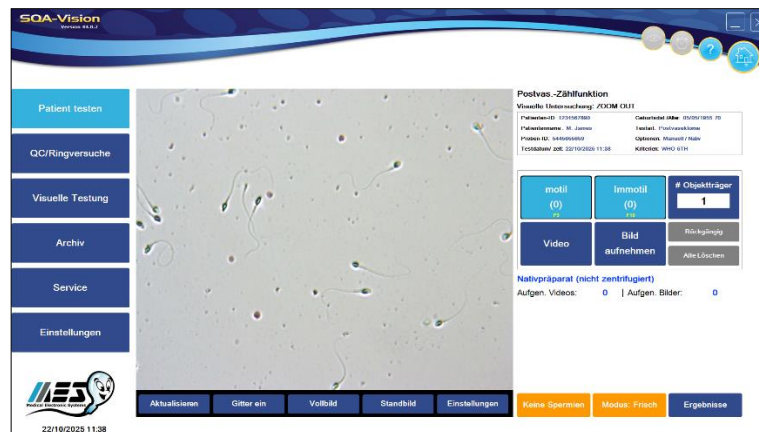 SQA-Vision
Patient testen
QC/Ringversuche
Visuelle Testung
Archiv
Service
Einstellungen
MES
Medical Electronic Systems
22/10/2025 11:38
Aktualisieren
Gitter ein
Vollbild
Standbild
Einstellungen
Postvas.-Zählfunktion
Visuelle Untersuchung: ZOOM OUT
Patienten-ID: 1234567890
Patientenname: M. James
Testart: Postvasektomie
Optionen: Manuell / Nativ
Testdatum/ zeit: 22/10/2025 11:38
Kriterien: WHO 6TH
motil
(0)
Immotil
(0)
# Objektträger
1
Video
Bild
aufnehmen
Rückgängig
Alle Löschen
Nativpräparat (nicht zentrifugiert)
Aufgen. Videos: 0 | Aufgen. Bilder: 0
Keine Spermien
Modus: Frisch
Ergebnisse